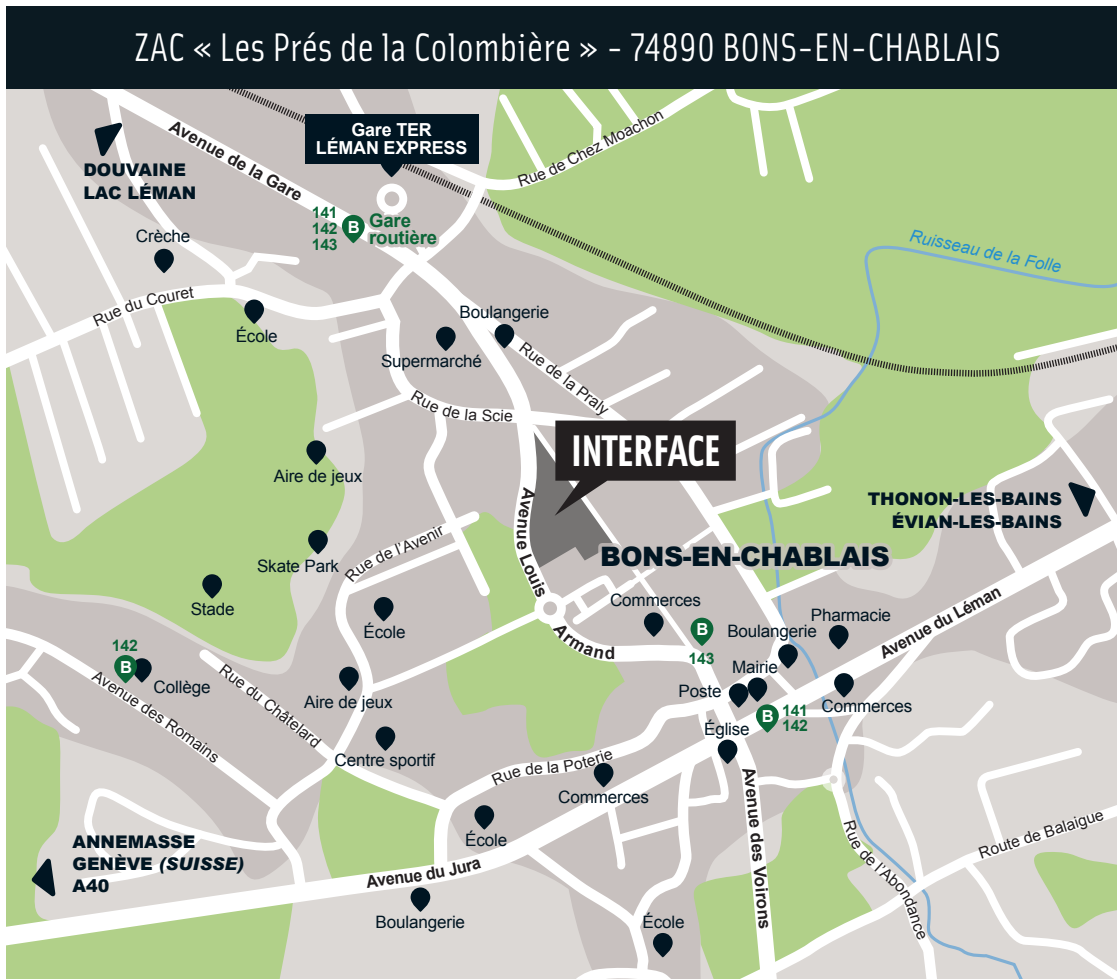 ZAC « Les Prés de la Colombière » - 74890 BONS-EN-CHABLAIS
Avenue de la Gare
Gare TER
LÉMAN EXPRESS
Rue de Chez Moachon
DOUVAINE
LAC LÉMAN
141
142
143
B
Gare
routière
Crèche
Ruisseau de la Folle
Rue du Couret
École
Boulangerie
Supermarché
Rue de la Praly
Rue de la Scie
INTERFACE
Aire de jeux
Avenue Louis
Armand
THONON-LES-BAINS
ÉVIAN-LES-BAINS
Rue de l'Avenir
Skate Park
BONS-EN-CHABLAIS
Stade
École
Commerces
B
143
Pharmacie
Boulangerie
Avenue du Léman
142
B
Collège
Mairie
Rue du Châtelard
Aire de jeux
Poste
Commerces
Avenue des Romains
B
141
142
Église
Centre sportif
Rue de la Poterie
Commerces
École
Avenue des Voirons
Route de Balaigue
Rue de l'Abondance
ANNEMASSE
GENÈVE (SUISSE)
A40
Avenue du Jura
Boulangerie
École